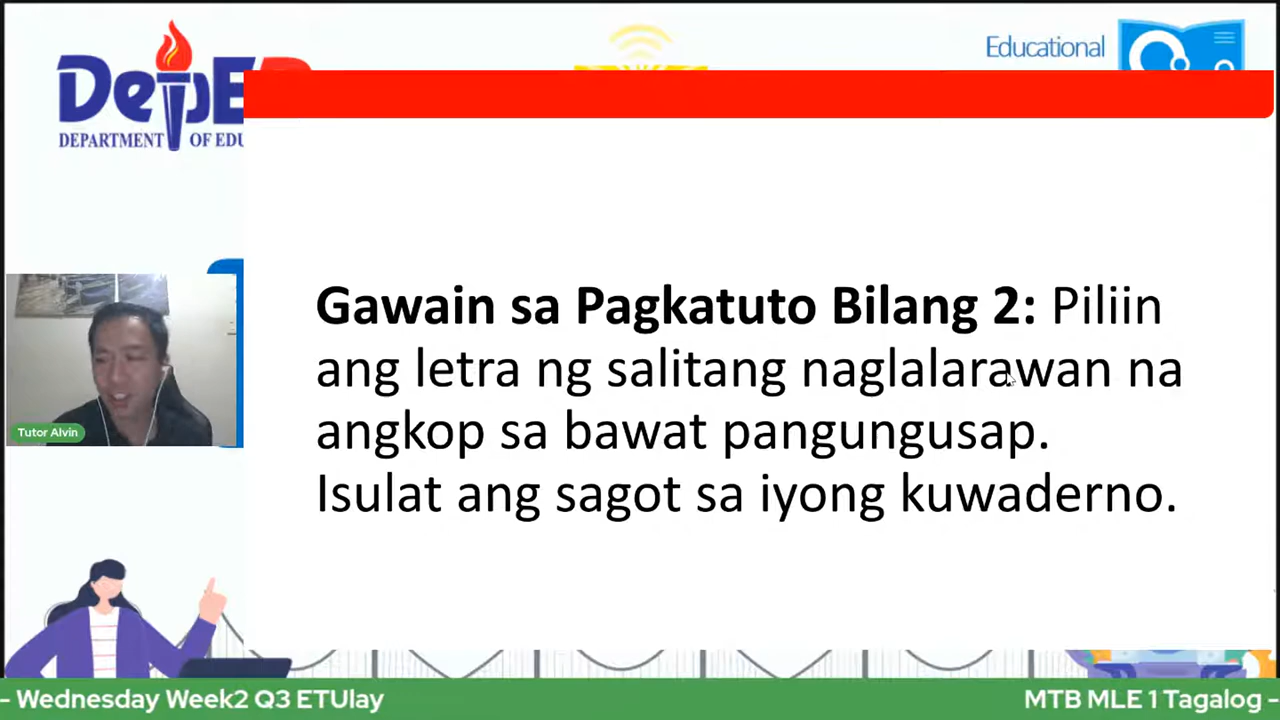 DepE
DEPARTMENT OF EDU
Educational
Gawain sa Pagkatuto Bilang 2: Piliin
ang letra ng salitang naglalarawan na
angkop sa bawat pangungusap.
Isulat ang sagot sa iyong kuwaderno.
Tutor Alvin
- Wednesday Week2 Q3 ETUlay
MTB MLE 1 Tagalog -